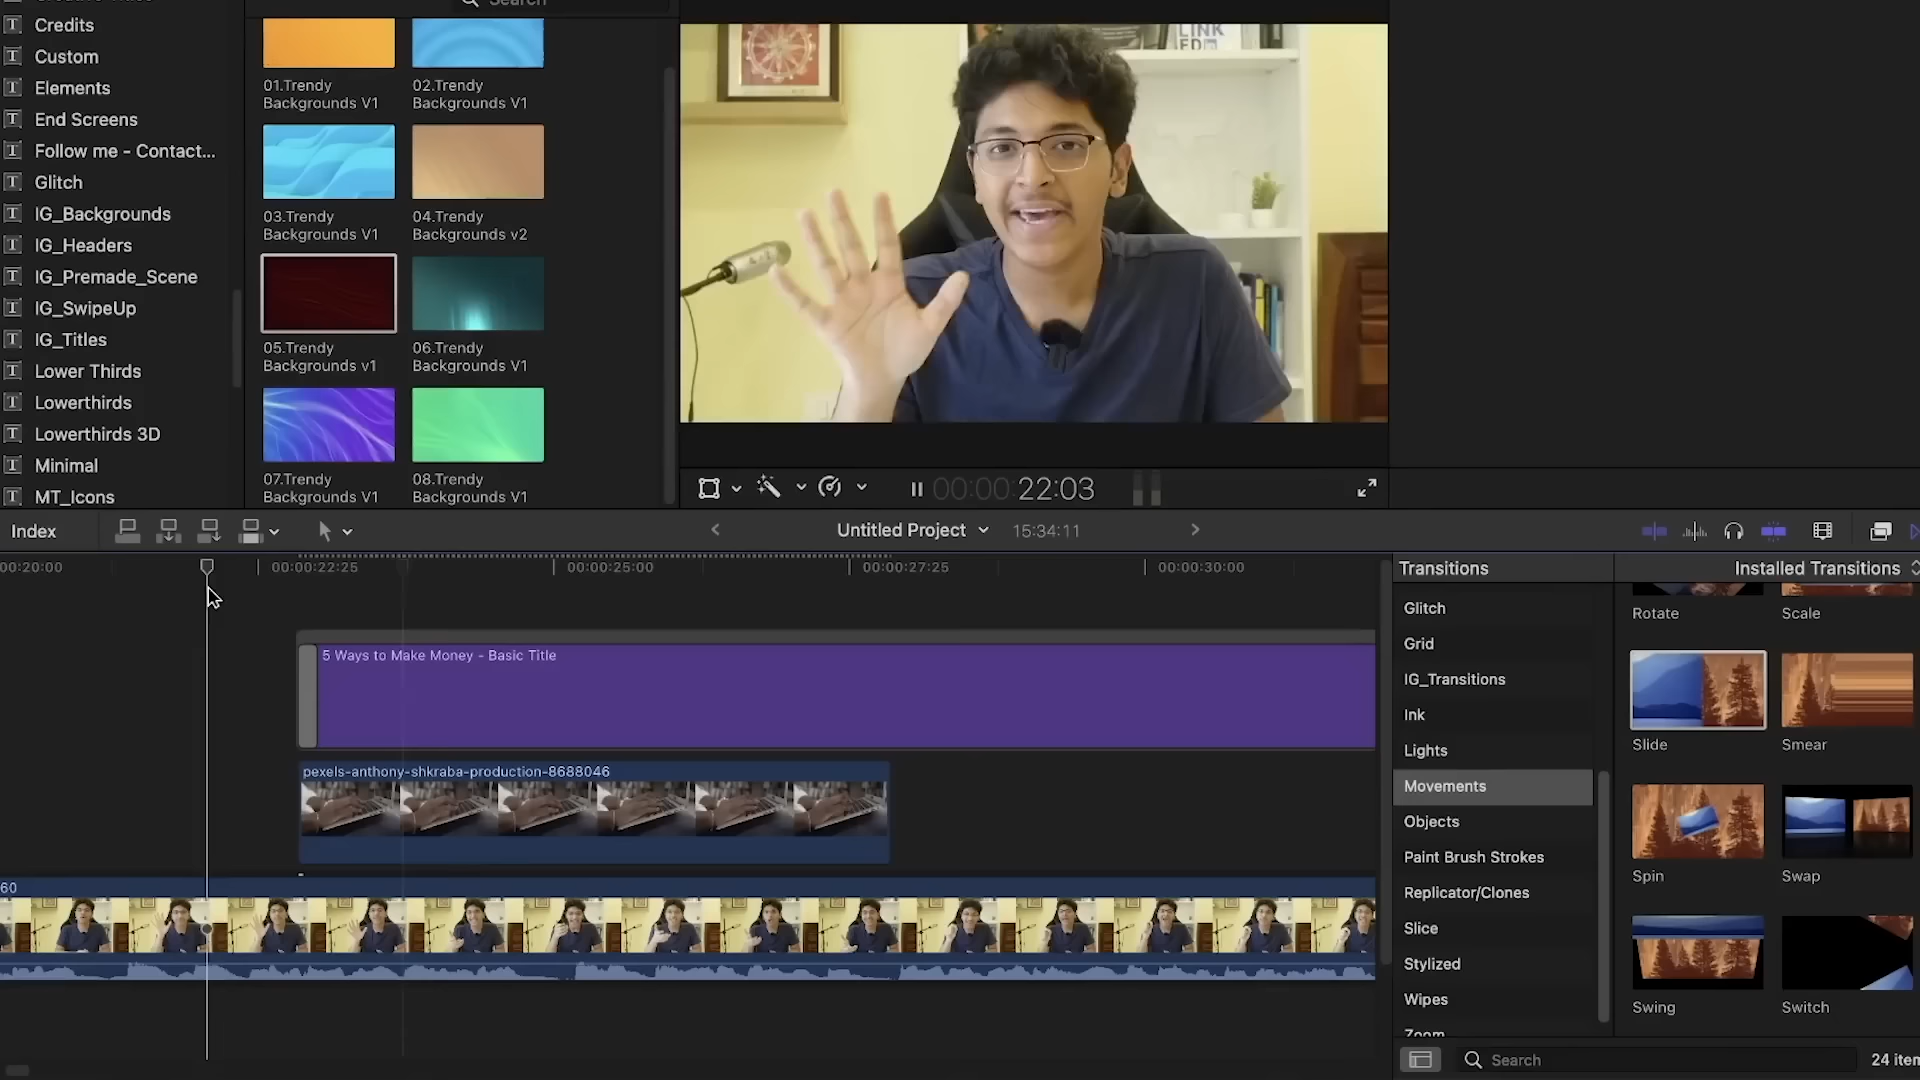 Credits
Custom
Elements
End Screens
Follow me - Contact...
Glitch
IG_Backgrounds
IG_Headers
IG_Premade_Scene
IG_SwipeUp
IG_Titles
Lower Thirds
Lowerthirds
Lowerthirds 3D
Minimal
MT_Icons
Search
01.Trendy
Backgrounds V1
02.Trendy
Backgrounds V1
03.Trendy
Backgrounds V1
04.Trendy
Backgrounds v2
05.Trendy
Backgrounds v1
06.Trendy
Backgrounds V1
07.Trendy
Backgrounds V1
08.Trendy
Backgrounds V1
LINK
00:00:22:03
Index
Untitled Project
15:34:11
00:20:00
00:00:22:25
00:00:25:00
00:00:27:25
00:00:30:00
5 Ways to Make Money - Basic Title
pexels-anthony-shkraba-production-8688046
60
Transitions
Installed Transitions
Glitch
Grid
IG_Transitions
Ink
Lights
Movements
Objects
Paint Brush Strokes
Replicator/Clones
Slice
Stylized
Wipes
Zoom
Rotate
Scale
Slide
Smear
Spin
Swap
Swing
Switch
Search
24 item